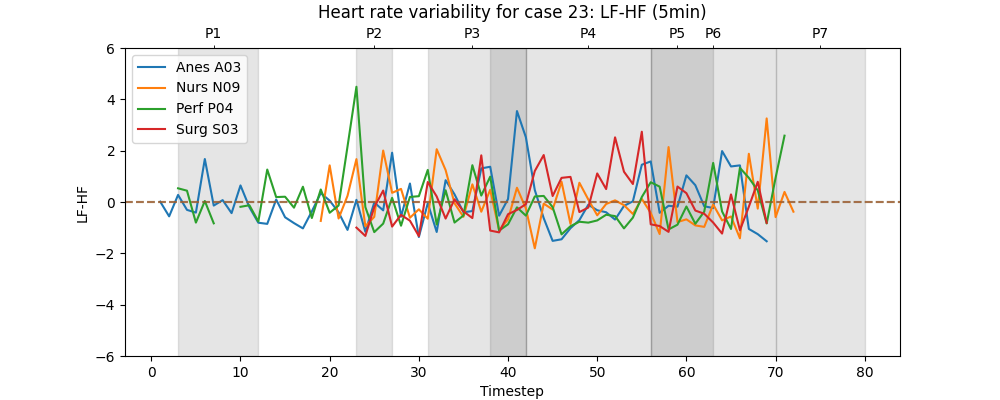 Heart rate variability for case 23: LF-HF (5min)
P1 P2 P3 P4 P5 P6 P7
6
4
2
0
−2
−4
−6
LF-HF
Anes A03
Nurs N09
Perf P04
Surg S03
0 10 20 30 40 50 60 70 80
Timestep